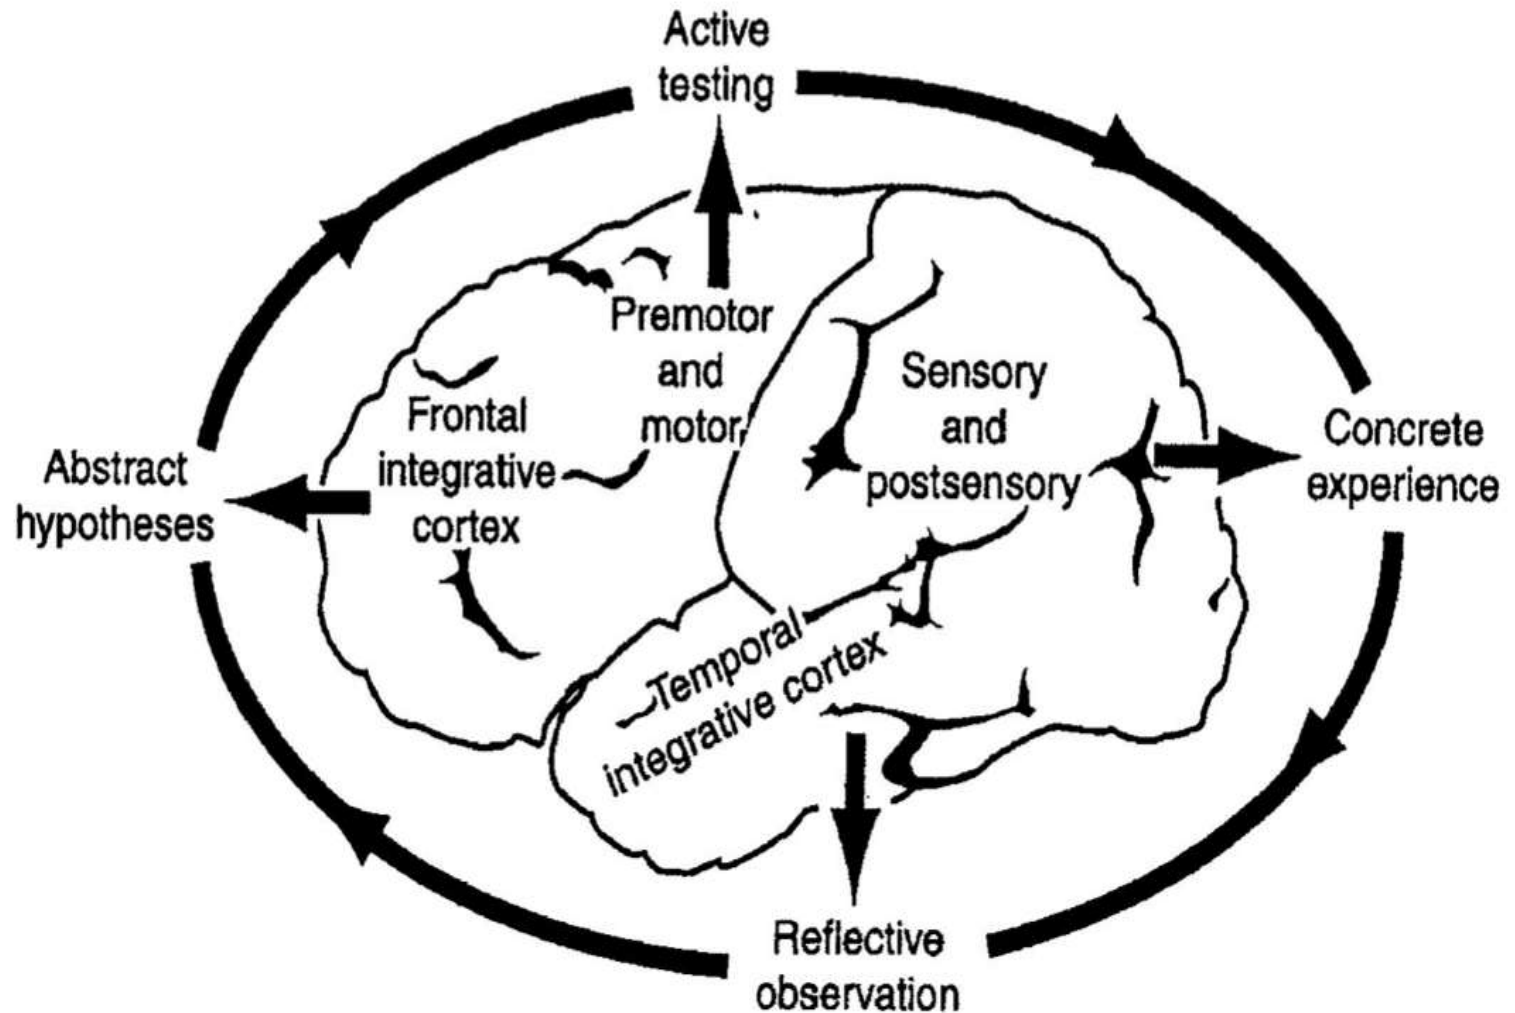 Active
testing
Premotor
and
motor
Sensory
and
postsensory
Frontal
integrative
cortex
Abstract
hypotheses
Concrete
experience
Temporal
integrative cortex
Reflective
observation